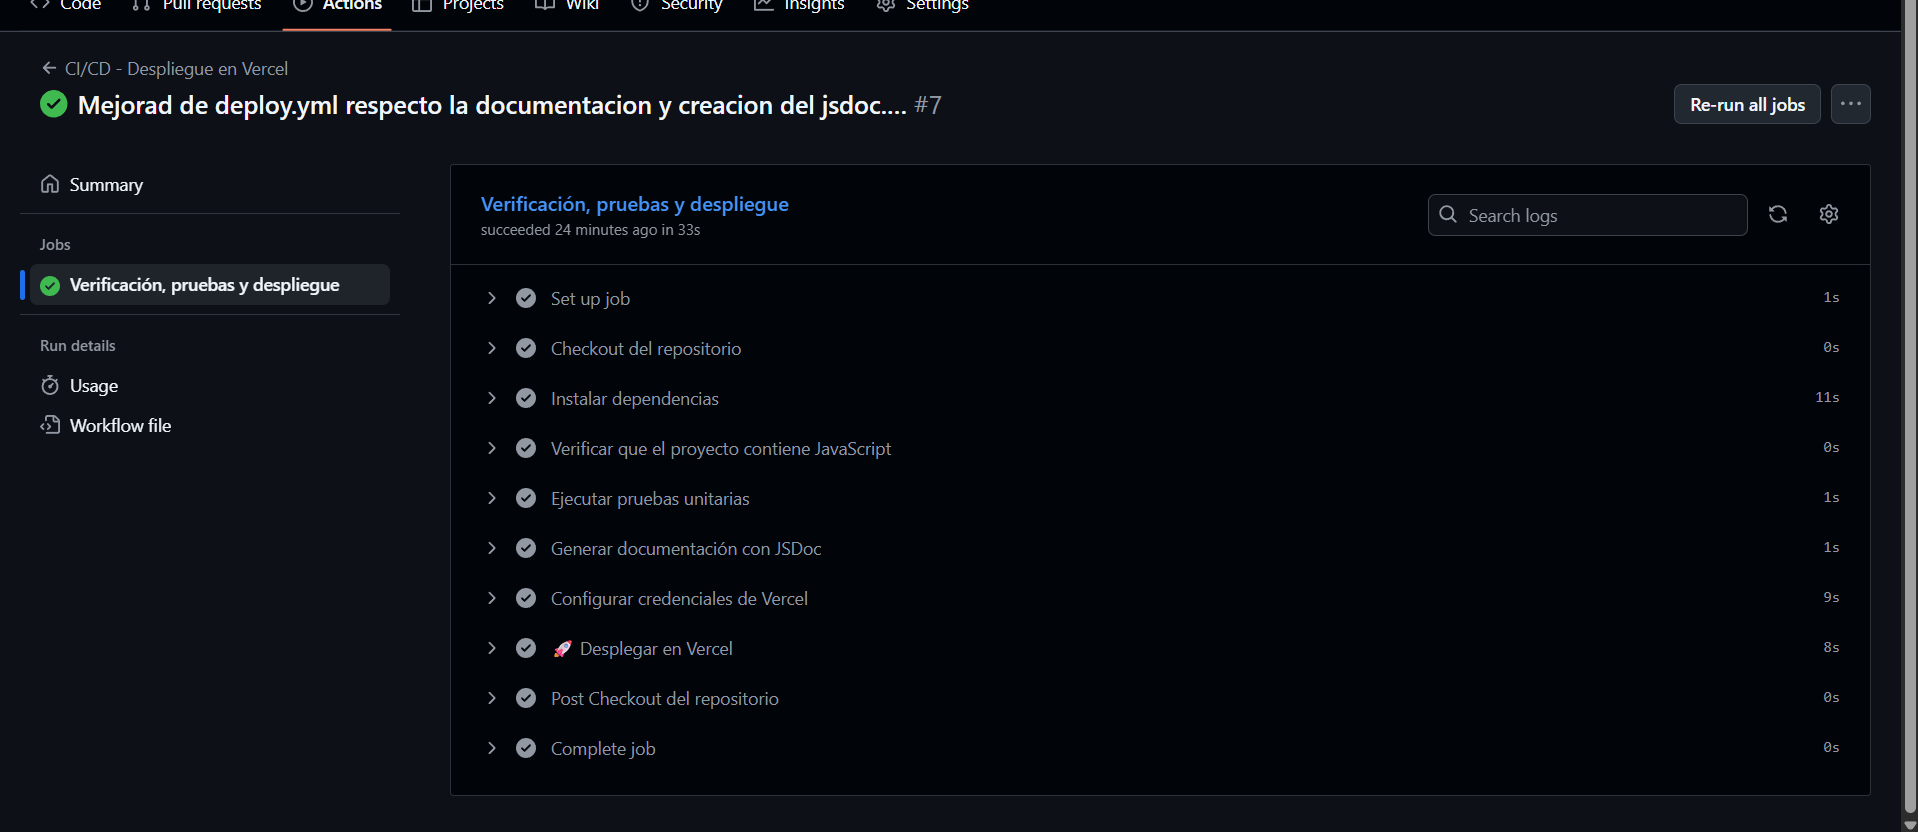 Code Pull requests Actions Projects Wiki Security Insights Settings
CI/CD - Despliegue en Vercel
Mejorad de deploy.yml respecto la documentacion y creacion del jsdoc.... #7
Re-run all jobs
Summary
Jobs
Verificación, pruebas y despliegue
Run details
Usage
Workflow file
Verificación, pruebas y despliegue
succeeded 24 minutes ago in 33s
Search logs
Set up job 1s
Checkout del repositorio 0s
Instalar dependencias 11s
Verificar que el proyecto contiene JavaScript 0s
Ejecutar pruebas unitarias 1s
Generar documentación con JSDoc 1s
Configurar credenciales de Vercel 9s
🚀 Desplegar en Vercel 8s
Post Checkout del repositorio 0s
Complete job 0s